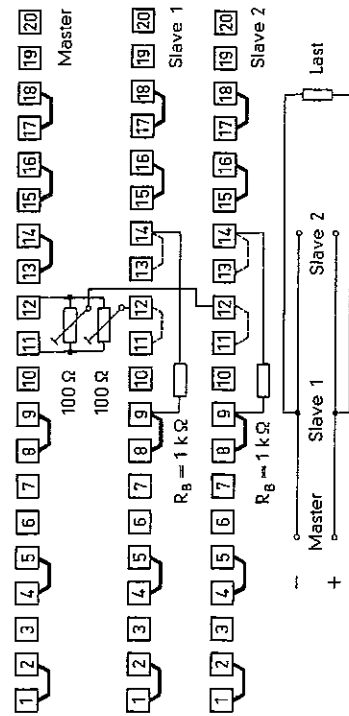 1 2 3 4 5 6 7 8 9 10 11 12 13 14 15 16 17 18 19 20
Master
100 Ω
100 Ω
1 2 3 4 5 6 7 8 9 10 11 12 13 14 15 16 17 18 19 20
Slave 1
R_B = 1 kΩ
1 2 3 4 5 6 7 8 9 10 11 12 13 14 15 16 17 18 19 20
Slave 2
R_B = 1 kΩ
− Master Slave 1 Slave 2 Last
+